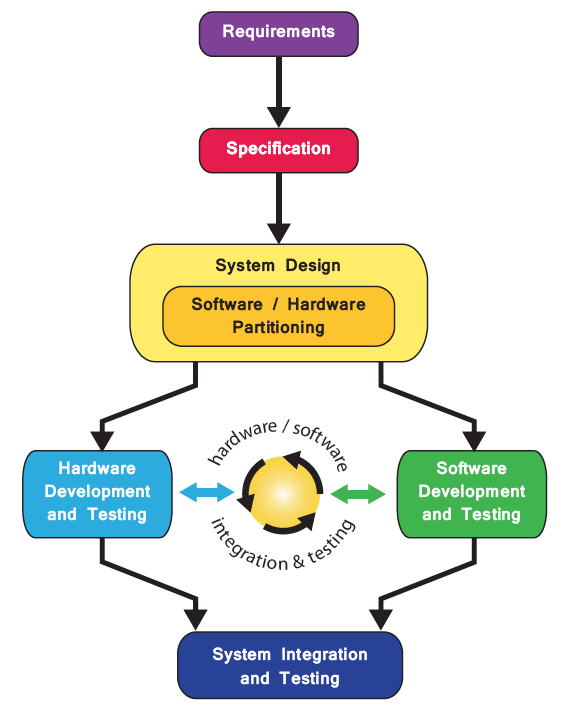 Requirements
Specification
System Design
Software / Hardware
Partitioning
hardware / software
Hardware
Development
and Testing
Software
Development
and Testing
integration & testing
System Integration
and Testing